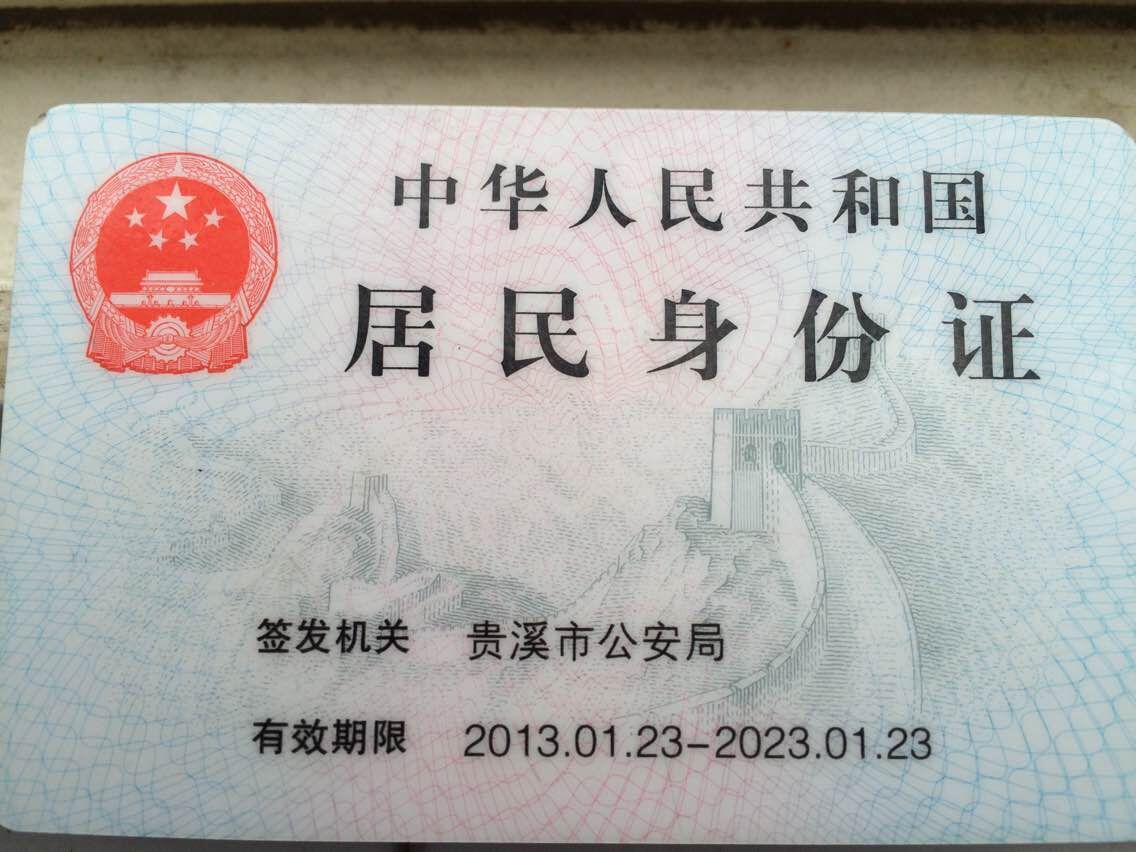 中华人民共和国
居民身份证
签发机关 贵溪市公安局
有效期限 2013.01.23-2023.01.23